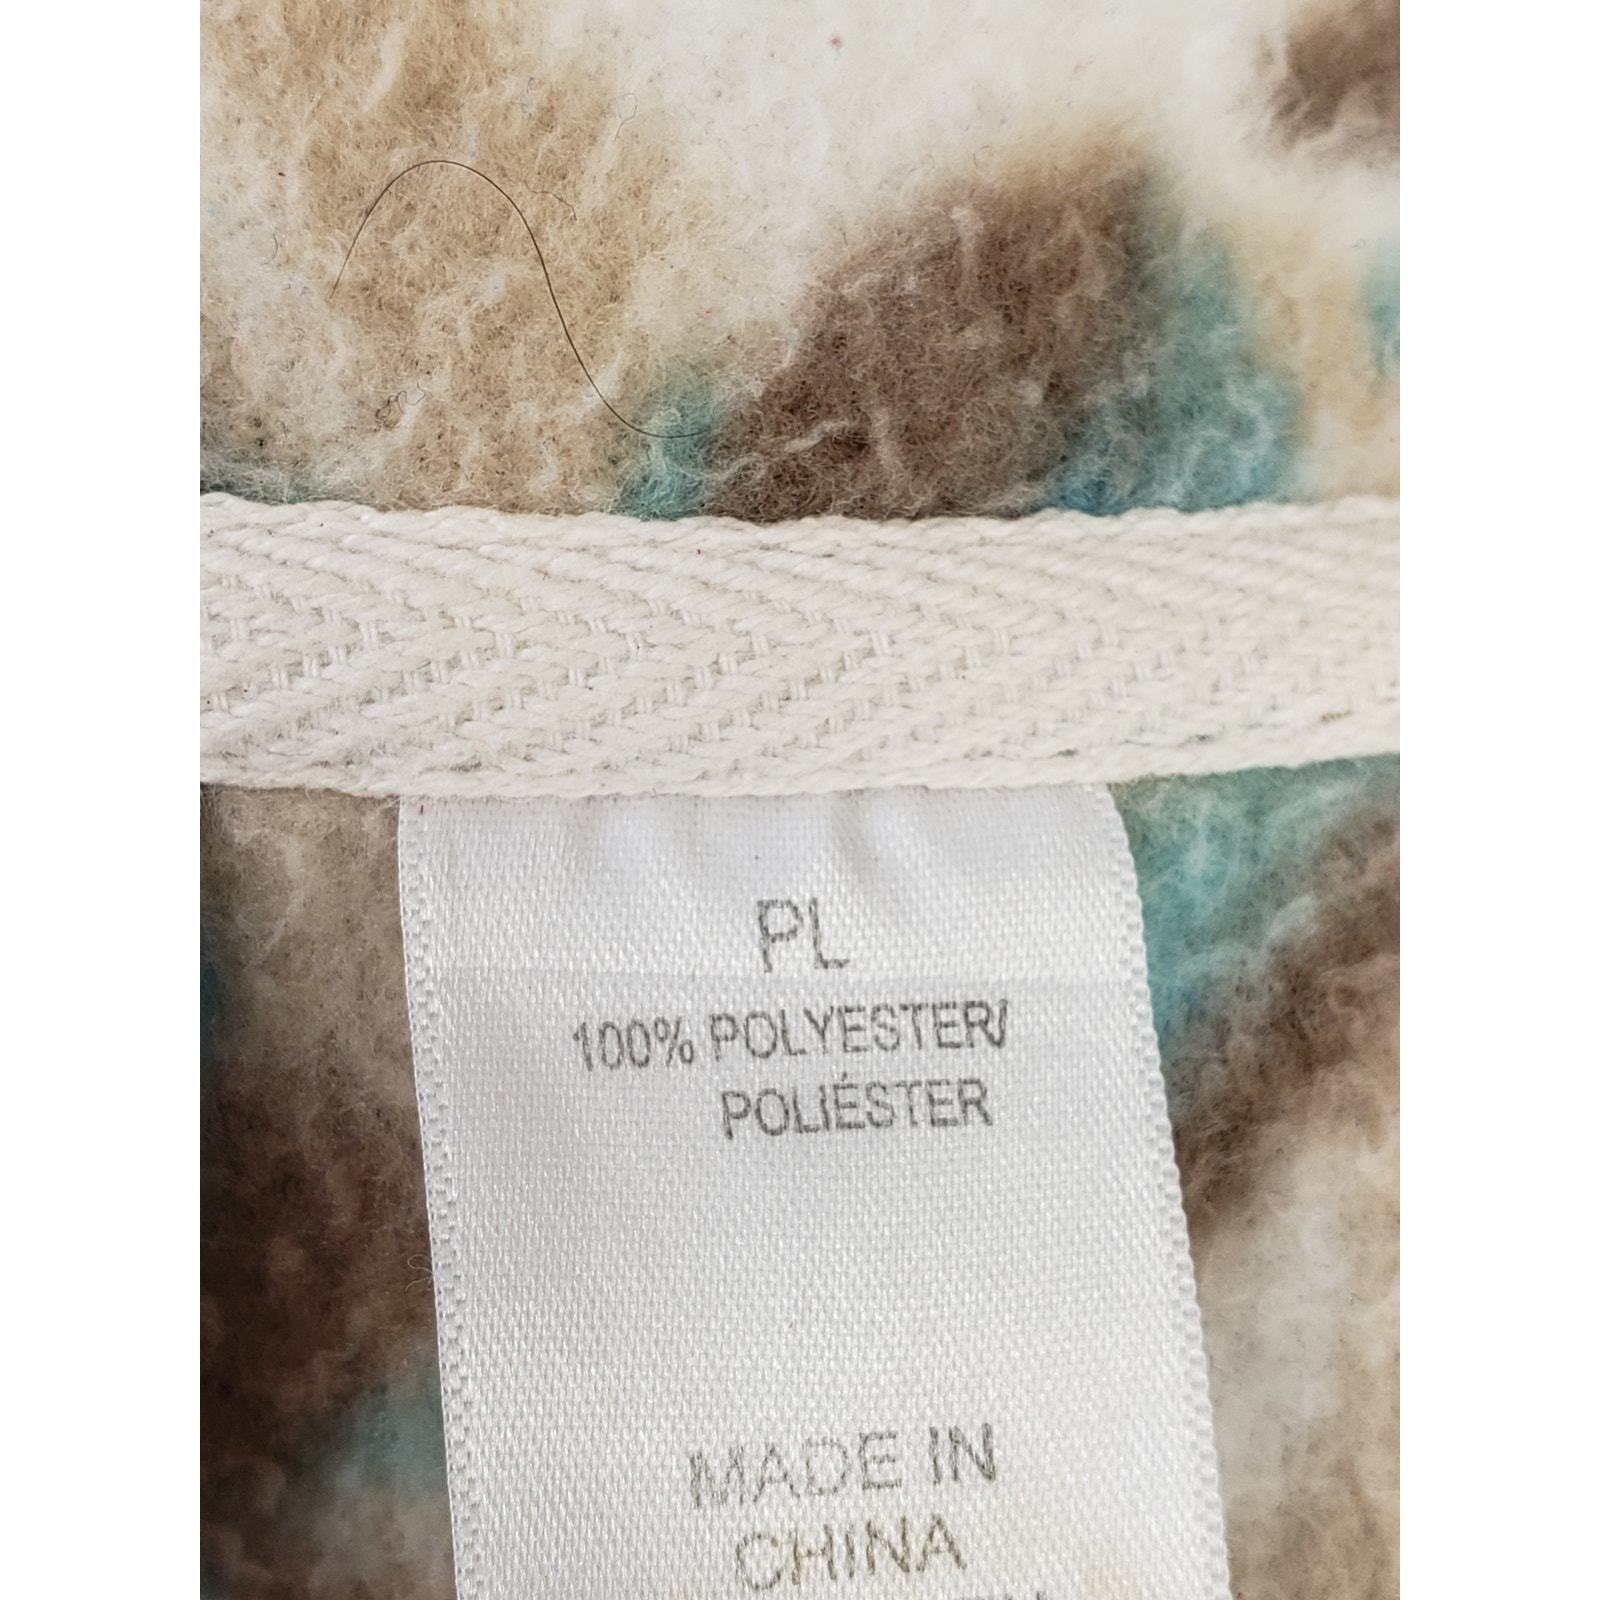 PL
100% POLYESTER/
POLIÉSTER
MADE IN
CHINA